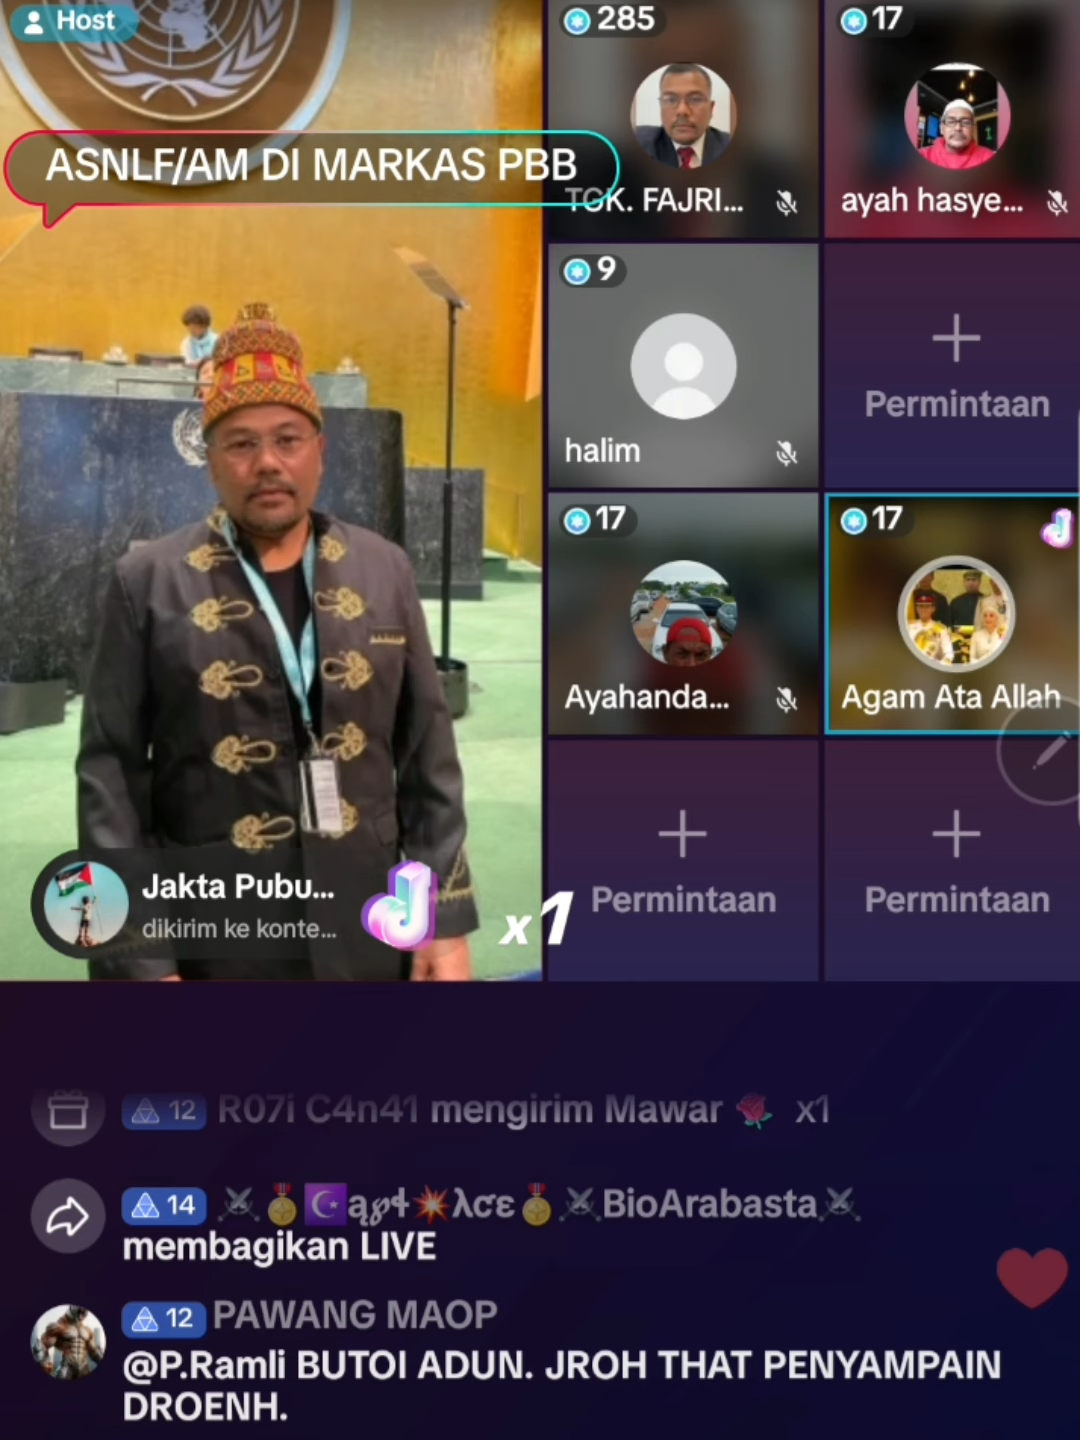 Host
285
17
ASNLF/AM DI MARKAS PBB
TGK. FAJRI...
ayah hasye...
9
Permintaan
halim
17
17
Ayahanda...
Agam Ata Allah
Jakta Pubu...
dikirim ke konte...
x1
Permintaan
Permintaan
12 R07i C4n41 mengirim Mawar 🌹 x1
14 ⚔️🏅☪️ą℘ɬ💥λƈɛ🏅⚔️BioArabasta⚔️
membagikan LIVE
12 PAWANG MAOP
@P.Ramli BUTOI ADUN. JROH THAT PENYAMPAIN
DROENH.